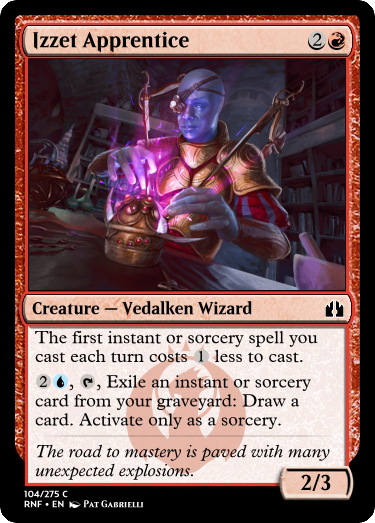 Izzet Apprentice 2
Creature — Vedalken Wizard
The first instant or sorcery spell you
cast each turn costs 1 less to cast.
2, Exile an instant or sorcery
card from your graveyard: Draw a
card. Activate only as a sorcery.
The road to mastery is paved with many
unexpected explosions.
2/3
104/275 C
RNF • EN Pat Gabrielli